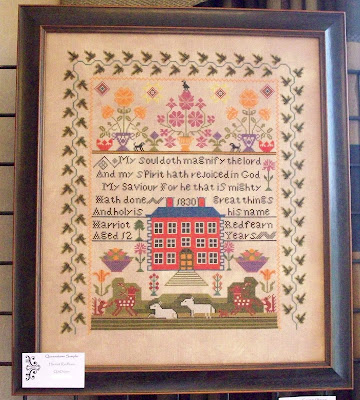 My Soul doth magnify the lord
And my spirit hath rejoiced in God
My Saviour For he that is mighty
Hath done 1830 Great things
And holy is his name
Harriot Redfearn
Aged 12 Years